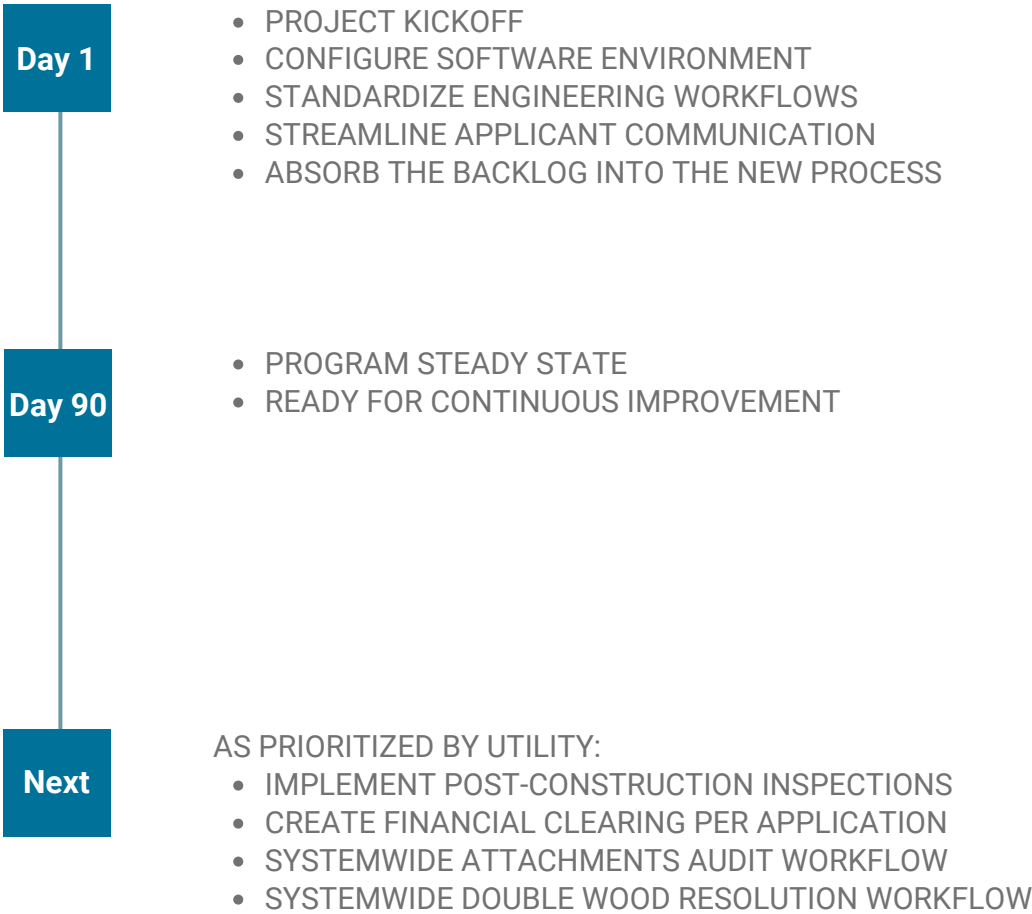 Day 1
• PROJECT KICKOFF
• CONFIGURE SOFTWARE ENVIRONMENT
• STANDARDIZE ENGINEERING WORKFLOWS
• STREAMLINE APPLICANT COMMUNICATION
• ABSORB THE BACKLOG INTO THE NEW PROCESS
Day 90
• PROGRAM STEADY STATE
• READY FOR CONTINUOUS IMPROVEMENT
Next
AS PRIORITIZED BY UTILITY:
• IMPLEMENT POST-CONSTRUCTION INSPECTIONS
• CREATE FINANCIAL CLEARING PER APPLICATION
• SYSTEMWIDE ATTACHMENTS AUDIT WORKFLOW
• SYSTEMWIDE DOUBLE WOOD RESOLUTION WORKFLOW